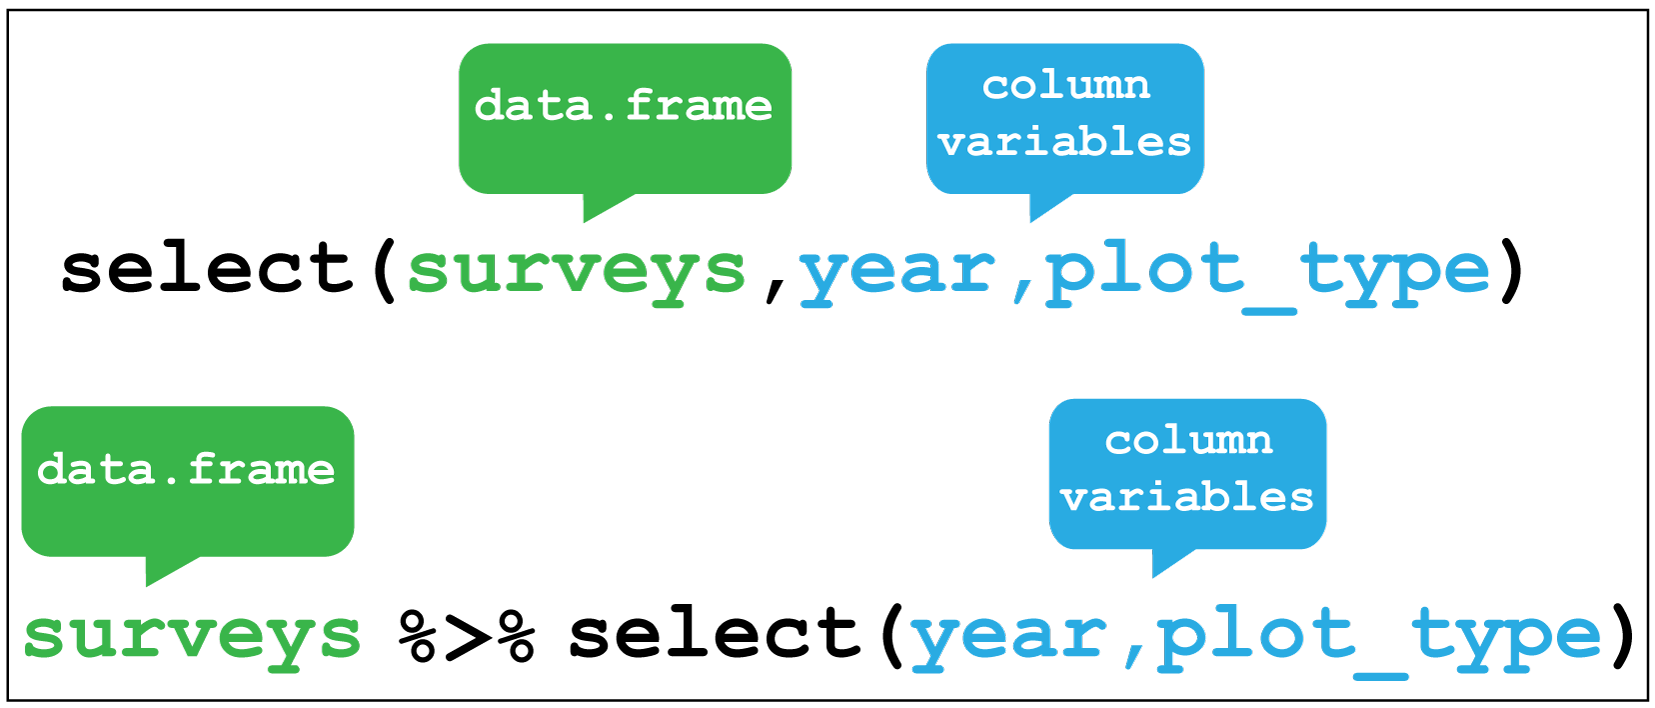 data.frame
column
variables
select(surveys,year,plot_type)
data.frame
column
variables
surveys %>% select(year,plot_type)